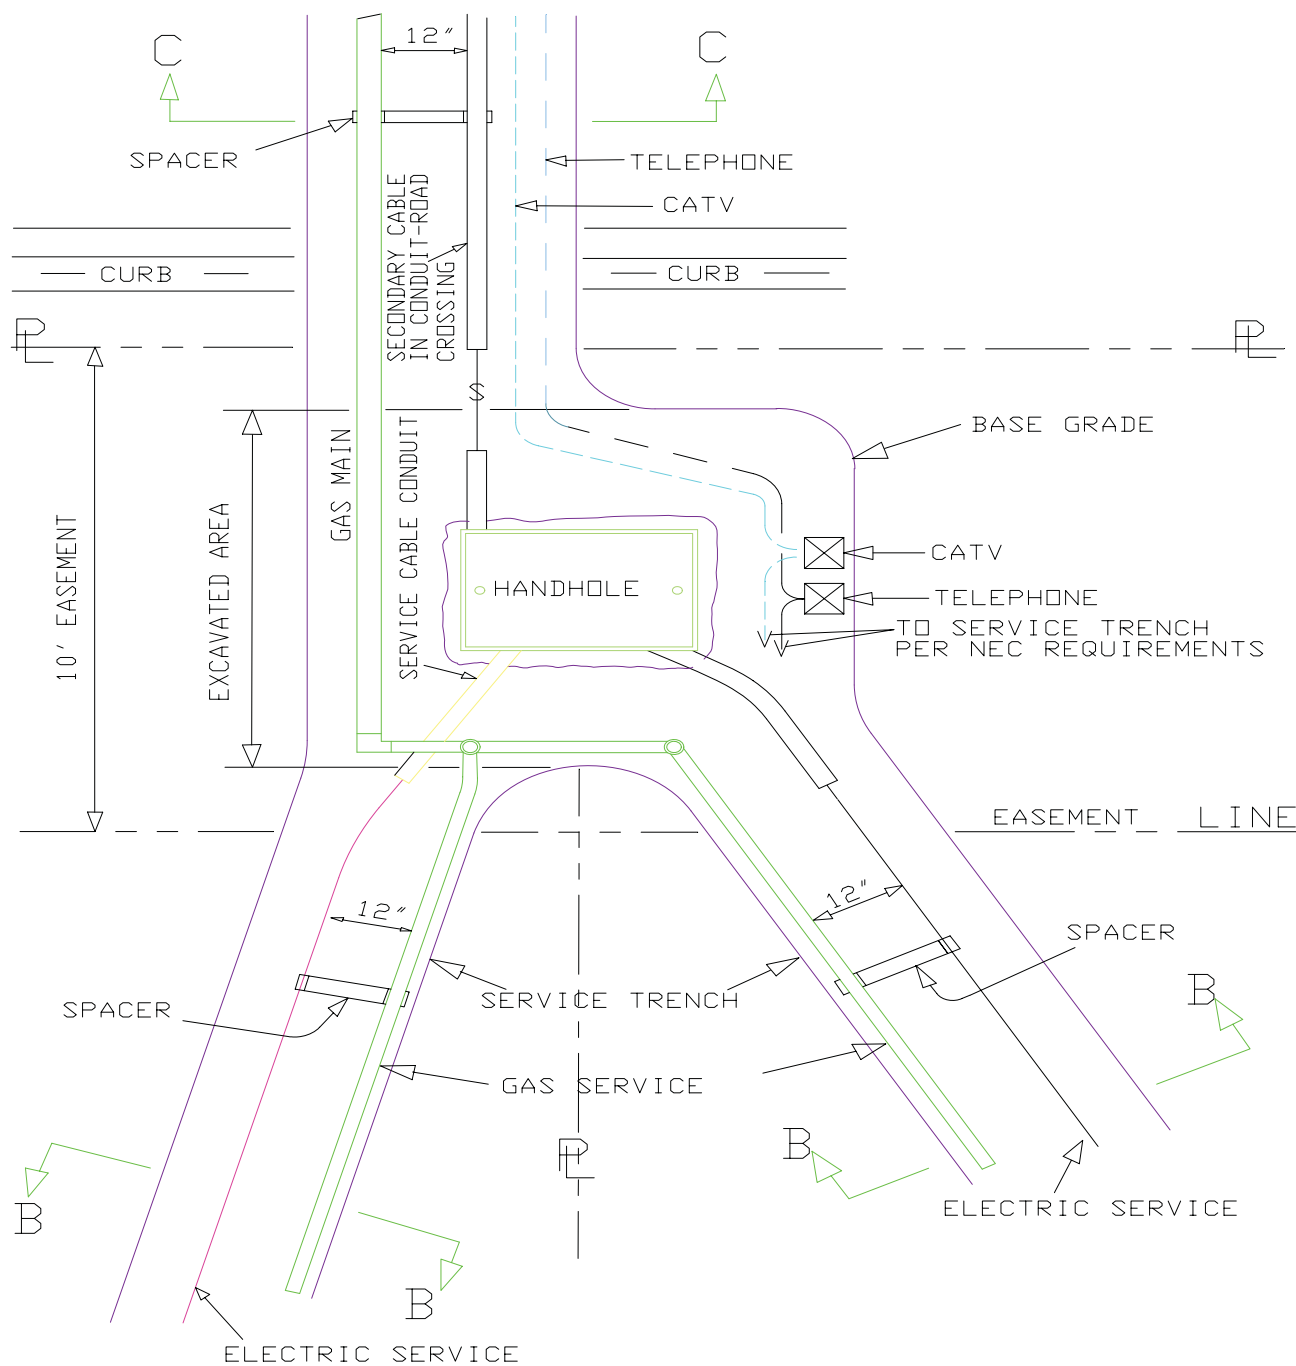 C
12"
C
SPACER
TELEPHONE
CATV
SECONDARY CABLE
IN CONDUIT-ROAD
CROSSING
CURB
CURB
PL
PL
S
BASE GRADE
GAS MAIN
SERVICE CABLE CONDUIT
EXCAVATED AREA
10' EASEMENT
HANDHOLE
CATV
TELEPHONE
TO SERVICE TRENCH
PER NEC REQUIREMENTS
EASEMENT LINE
12"
12"
SPACER
SPACER
SERVICE TRENCH
B
GAS SERVICE
B
PL
B
ELECTRIC SERVICE
B
ELECTRIC SERVICE